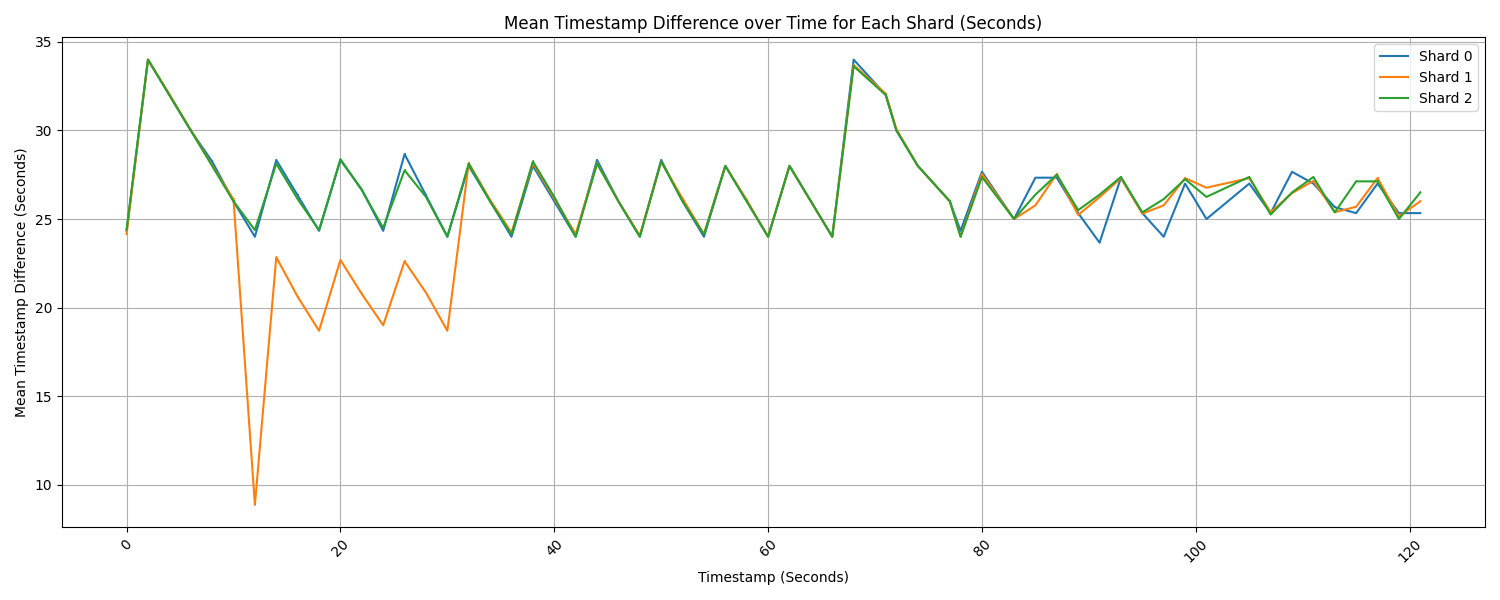 Mean Timestamp Difference over Time for Each Shard (Seconds)
Mean Timestamp Difference (Seconds)
35
30
25
20
15
10
Shard 0
Shard 1
Shard 2
0
20
40
60
80
100
120
Timestamp (Seconds)